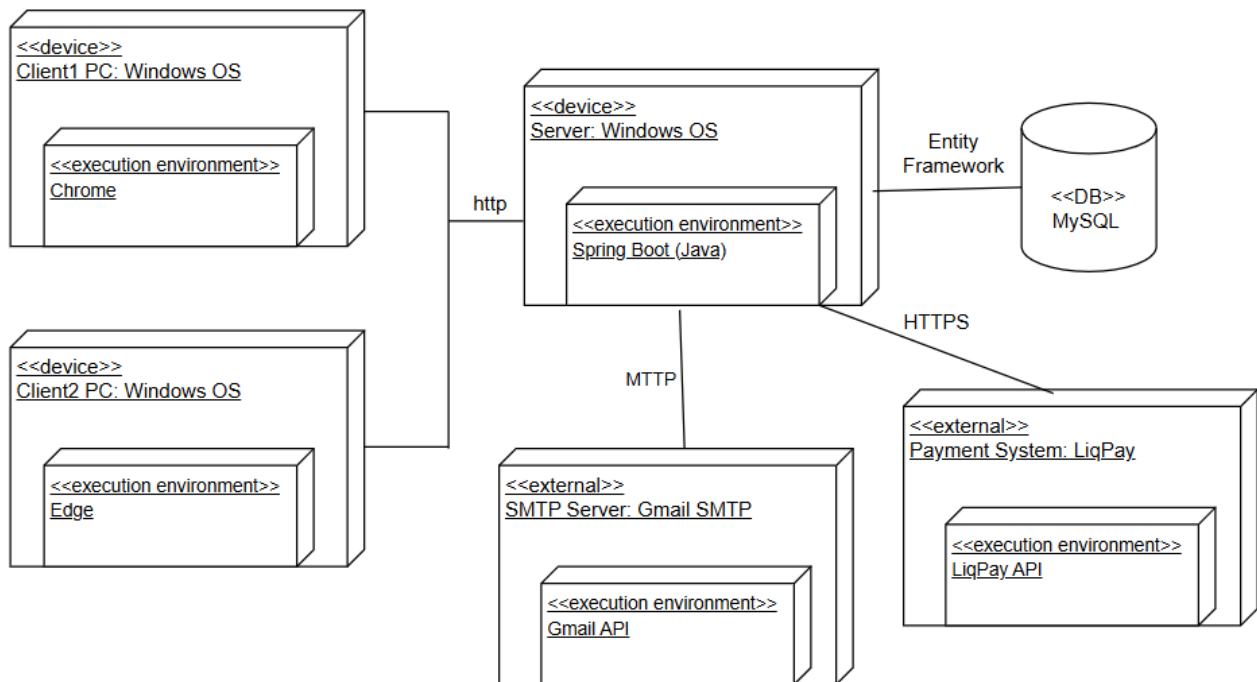 <<device>>
Client1 PC: Windows OS
<<execution environment>>
Chrome
<<device>>
Client2 PC: Windows OS
<<execution environment>>
Edge
http
<<device>>
Server: Windows OS
<<execution environment>>
Spring Boot (Java)
Entity
Framework
<<DB>>
MySQL
MTTP
HTTPS
<<external>>
SMTP Server: Gmail SMTP
<<execution environment>>
Gmail API
<<external>>
Payment System: LiqPay
<<execution environment>>
LiqPay API